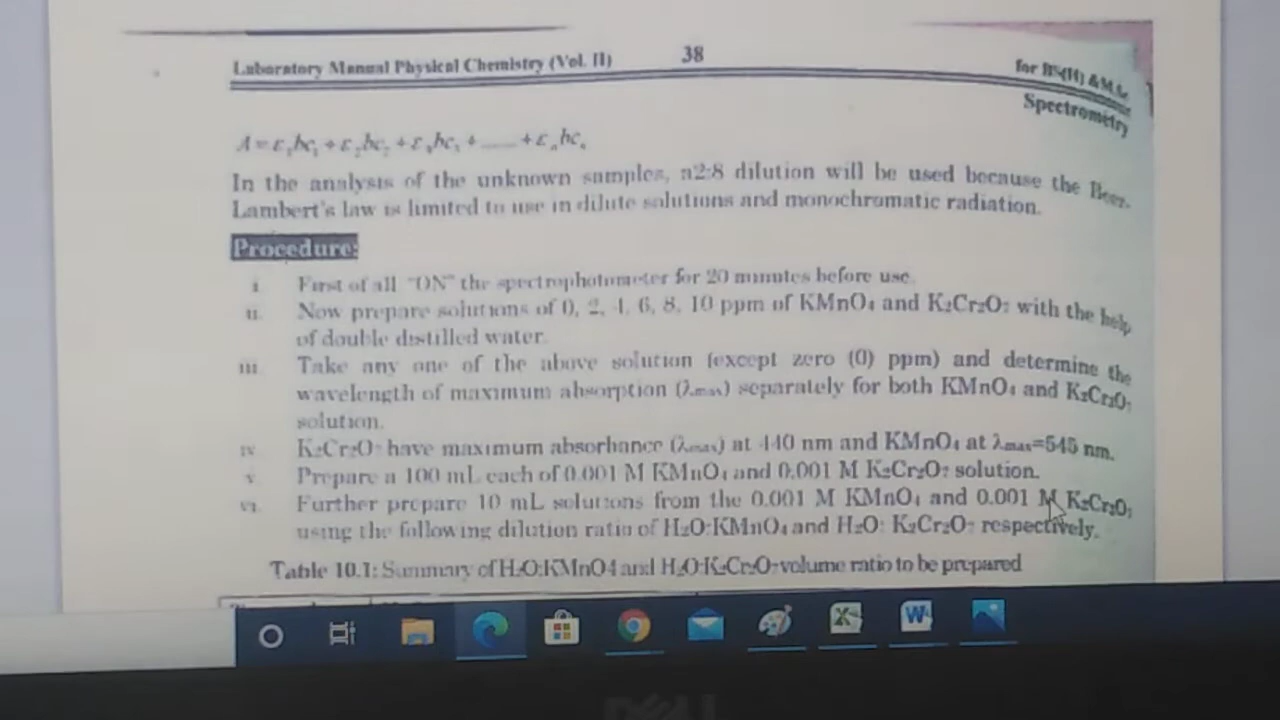 Laboratory Manual Physical Chemistry (Vol. II) 38 for BS(H) & M.Sc
Spectrometry
A = ε₁bc₁ + ε₂bc₂ + ε₃bc₃ + ...... + εₙbcₙ
In the analysis of the unknown samples, a2:8 dilution will be used because the Beer-
Lambert's law is limited to use in dilute solutions and monochromatic radiation.
Procedure:
i. First of all "ON" the spectrophotometer for 20 minutes before use.
ii. Now prepare solutions of 0, 2, 4, 6, 8, 10 ppm of KMnO₄ and K₂Cr₂O₇ with the help
of double distilled water.
iii. Take any one of the above solution (except zero (0) ppm) and determine the
wavelength of maximum absorption (λmax) separately for both KMnO₄ and K₂Cr₂O₇
solution.
iv. K₂Cr₂O₇ have maximum absorbance (λmax) at 440 nm and KMnO₄ at λmax=545 nm.
v. Prepare a 100 mL each of 0.001 M KMnO₄ and 0.001 M K₂Cr₂O₇ solution.
vi. Further prepare 10 mL solutions from the 0.001 M KMnO₄ and 0.001 M K₂Cr₂O₇
using the following dilution ratio of H₂O:KMnO₄ and H₂O: K₂Cr₂O₇ respectively.
Table 10.1: Summary of H₂O:KMnO4 and H₂O:K₂Cr₂O₇ volume ratio to be prepared
DELL